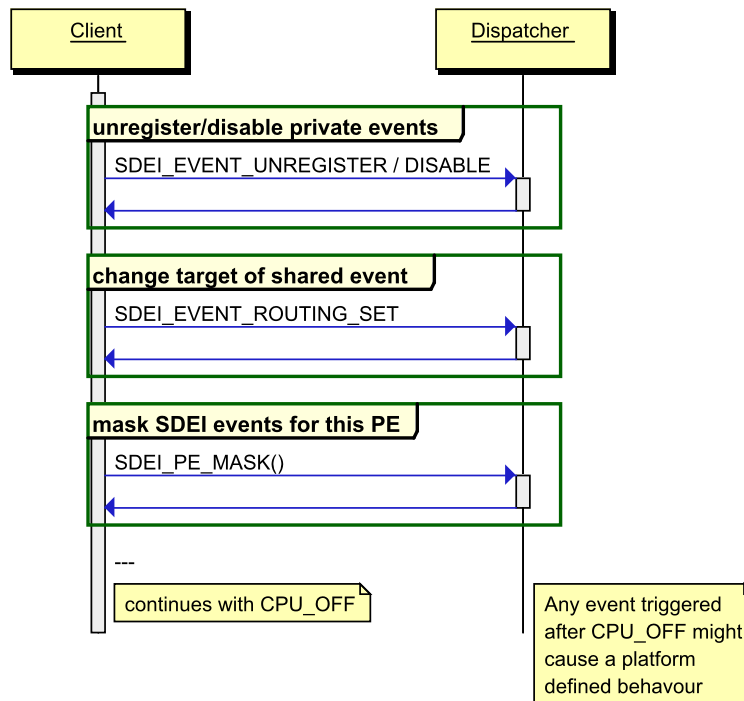 Client
Dispatcher
unregister/disable private events
SDEI_EVENT_UNREGISTER / DISABLE
change target of shared event
SDEI_EVENT_ROUTING_SET
mask SDEI events for this PE
SDEI_PE_MASK()
---
continues with CPU_OFF
Any event triggered
after CPU_OFF might
cause a platform
defined behavour